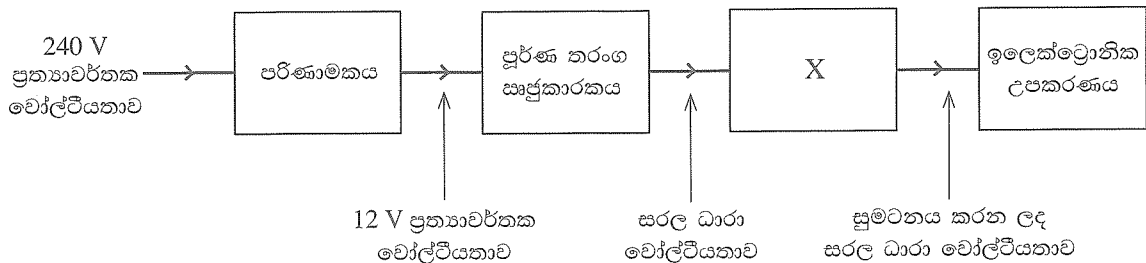 240 V
ප්‍රත්‍යාවර්තක
වෝල්ටීයතාව
පරිණාමකය
පූර්ණ තරංග
ඍජුකාරකය
X
ඉලෙක්ට්‍රොනික
උපකරණය
12 V ප්‍රත්‍යාවර්තක
වෝල්ටීයතාව
සරල ධාරා
වෝල්ටීයතාව
සුමටනය කරන ලද
සරල ධාරා වෝල්ටීයතාව